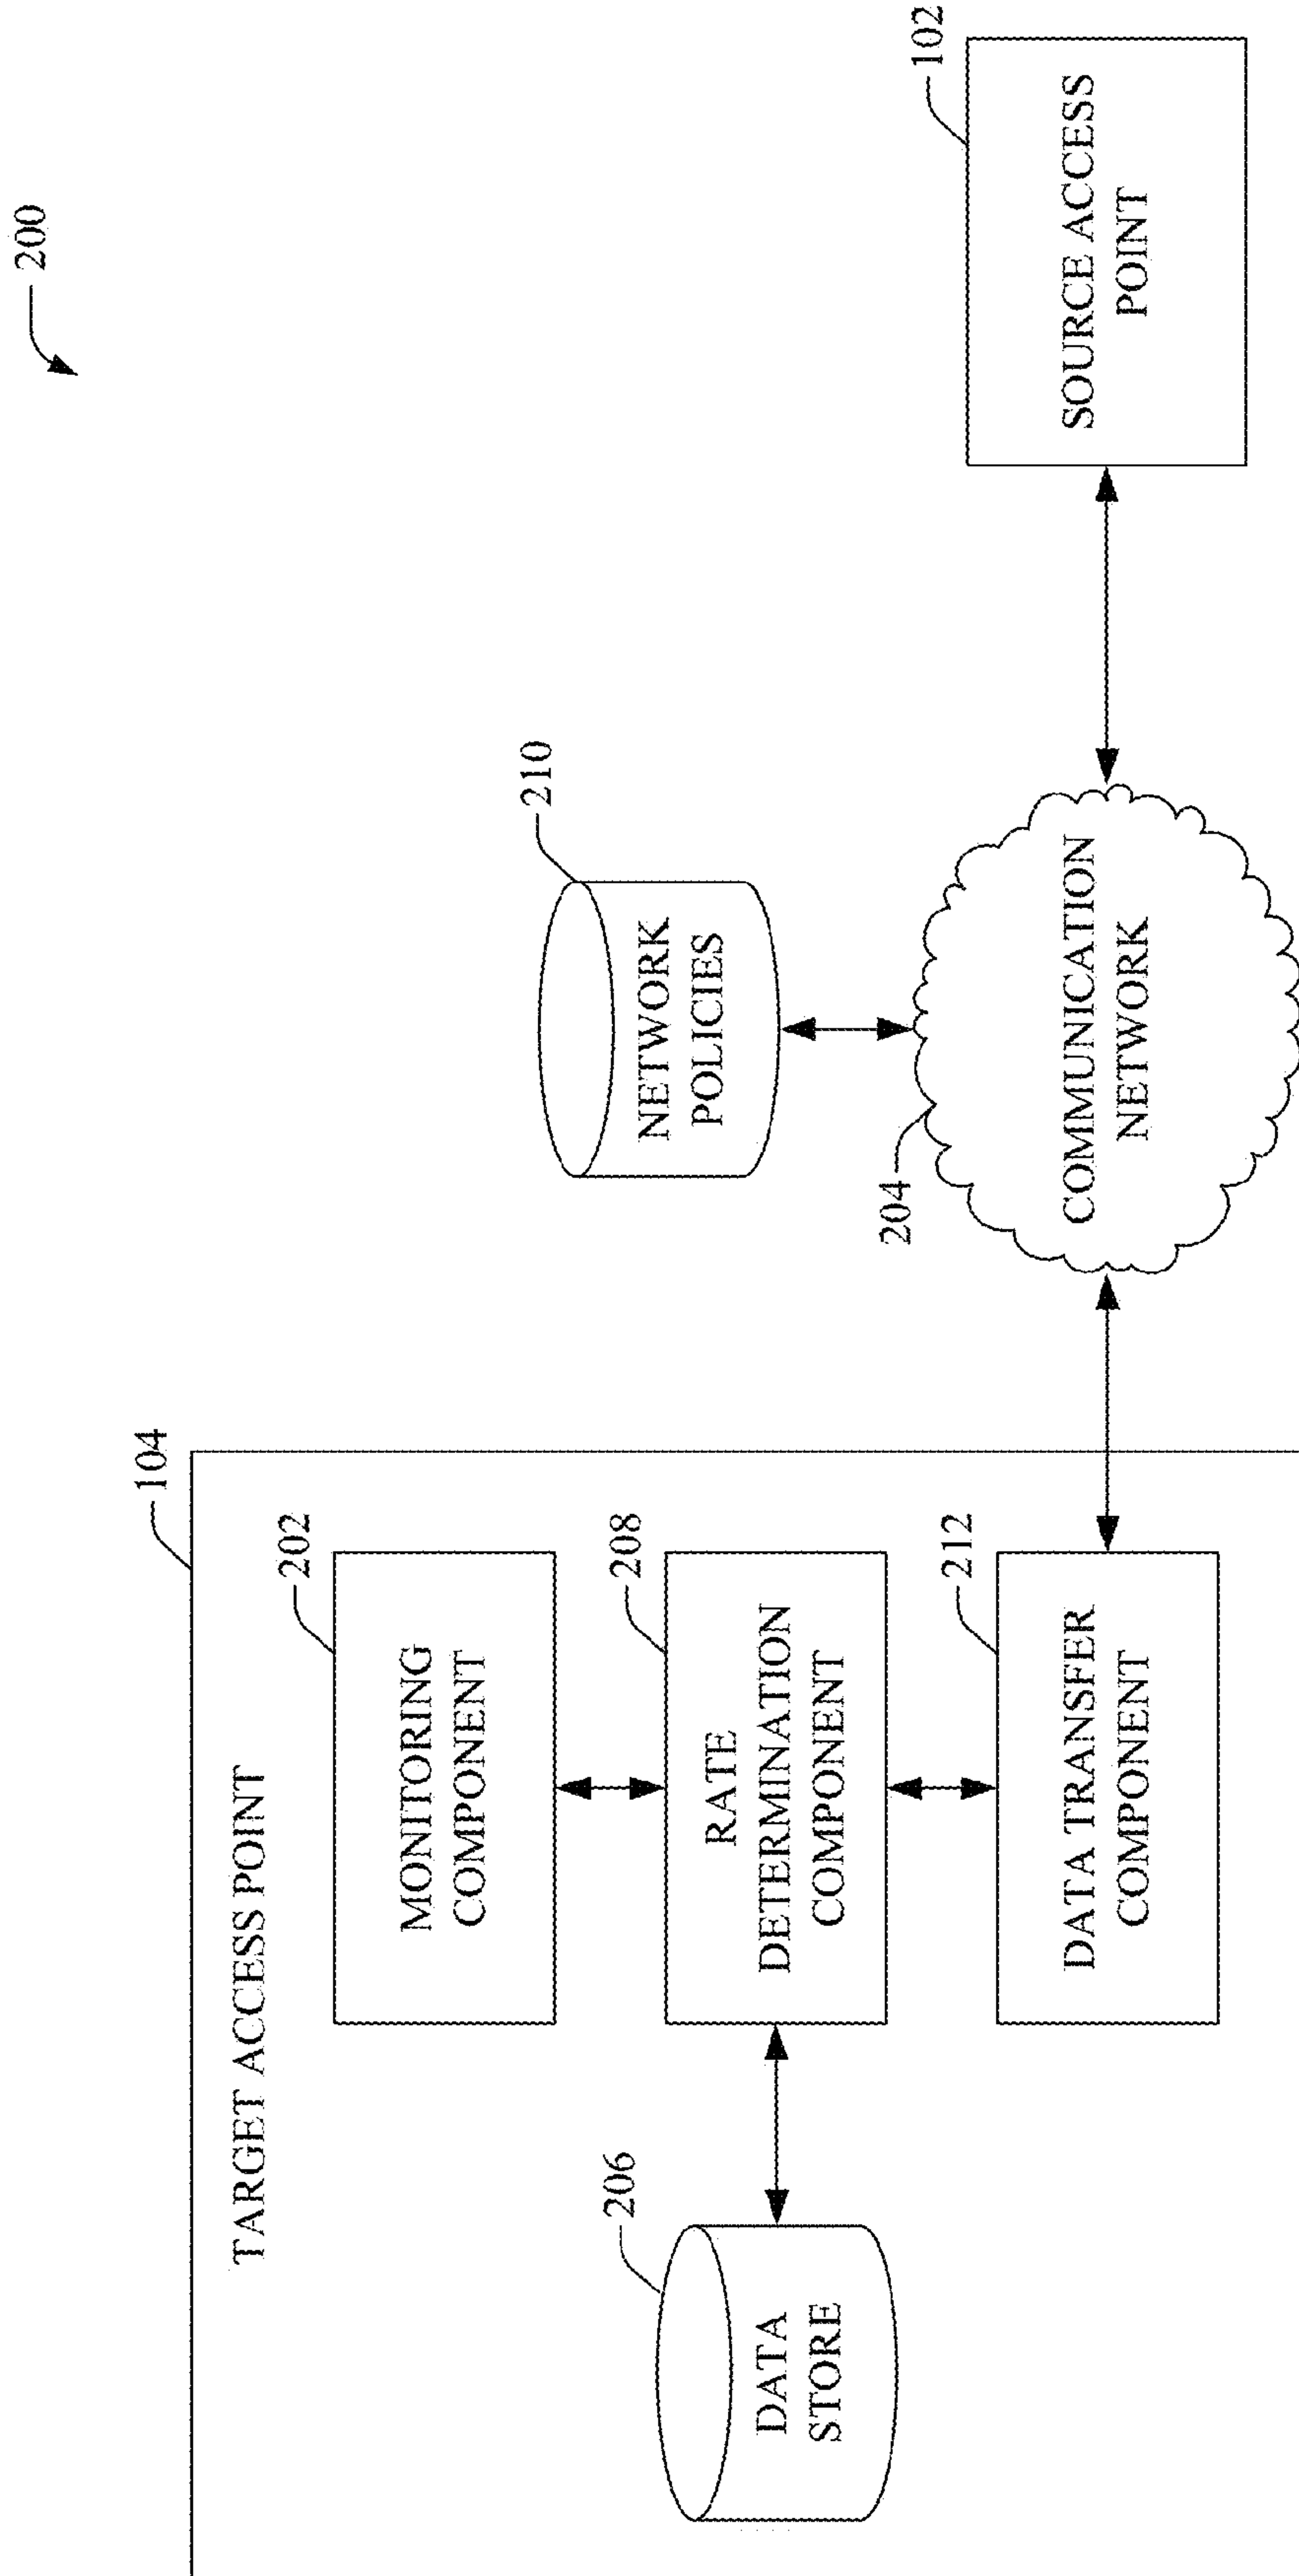 200
104
TARGET ACCESS POINT
202
MONITORING
COMPONENT
206
DATA
STORE
208
RATE
DETERMINATION
COMPONENT
212
DATA TRANSFER
COMPONENT
210
NETWORK
POLICIES
204
COMMUNICATION
NETWORK
102
SOURCE ACCESS
POINT